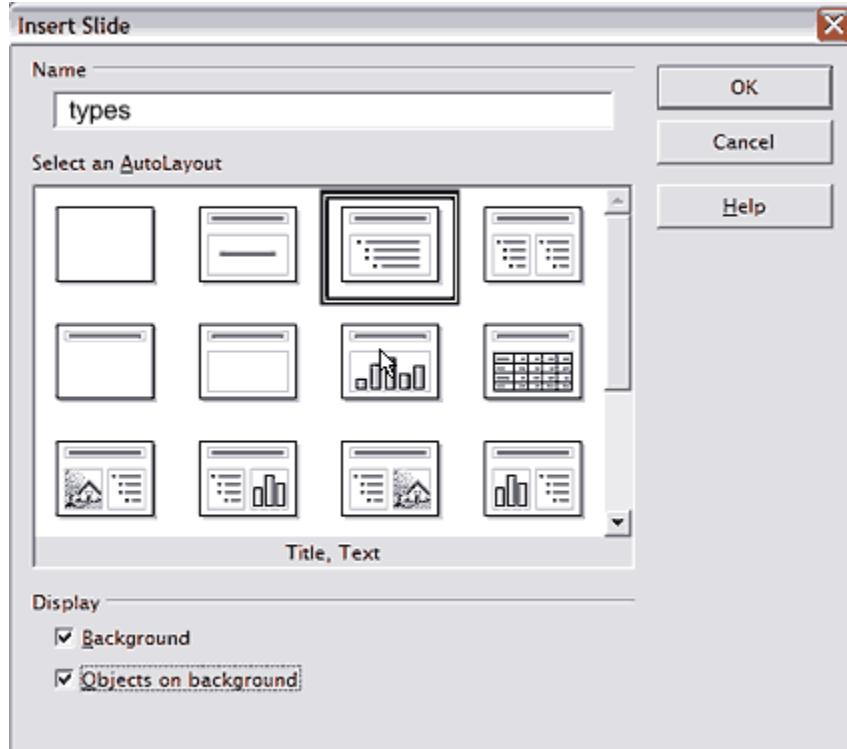 Insert Slide
Name
types
OK
Cancel
Help
Select an AutoLayout
Title, Text
Display
Background
Objects on background